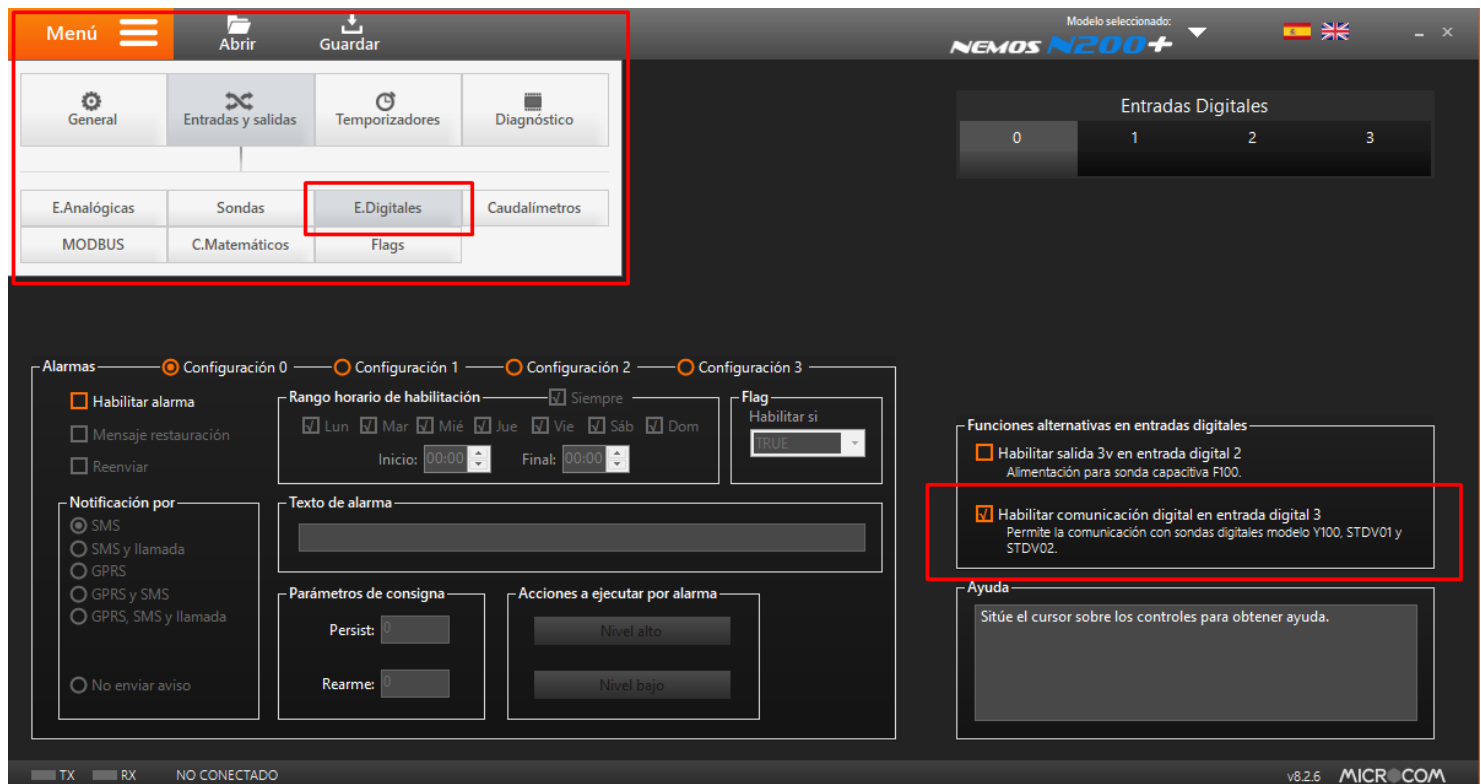 Menú
Abrir
Guardar
Modelo seleccionado:
NEMOS N200+
General
Entradas y salidas
Temporizadores
Diagnóstico
E.Analógicas
Sondas
E.Digitales
Caudalímetros
MODBUS
C.Matemáticos
Flags
Entradas Digitales
0 1 2 3
Alarmas
Configuración 0
Configuración 1
Configuración 2
Configuración 3
Habilitar alarma
Mensaje restauración
Reenviar
Rango horario de habilitación
Siempre
Lun Mar Mié Jue Vie Sáb Dom
Inicio: 00:00 Final: 00:00
Flag
Habilitar si
TRUE
Notificación por
SMS
SMS y llamada
GPRS
GPRS y SMS
GPRS, SMS y llamada
No enviar aviso
Texto de alarma
Parámetros de consigna
Persist: 0
Rearme: 0
Acciones a ejecutar por alarma
Nivel alto
Nivel bajo
Funciones alternativas en entradas digitales
Habilitar salida 3v en entrada digital 2
Alimentación para sonda capacitiva F100.
Habilitar comunicación digital en entrada digital 3
Permite la comunicación con sondas digitales modelo Y100, STDV01 y
STDV02.
Ayuda
Sitúe el cursor sobre los controles para obtener ayuda.
TX RX NO CONECTADO
v8.2.6 MICROCOM